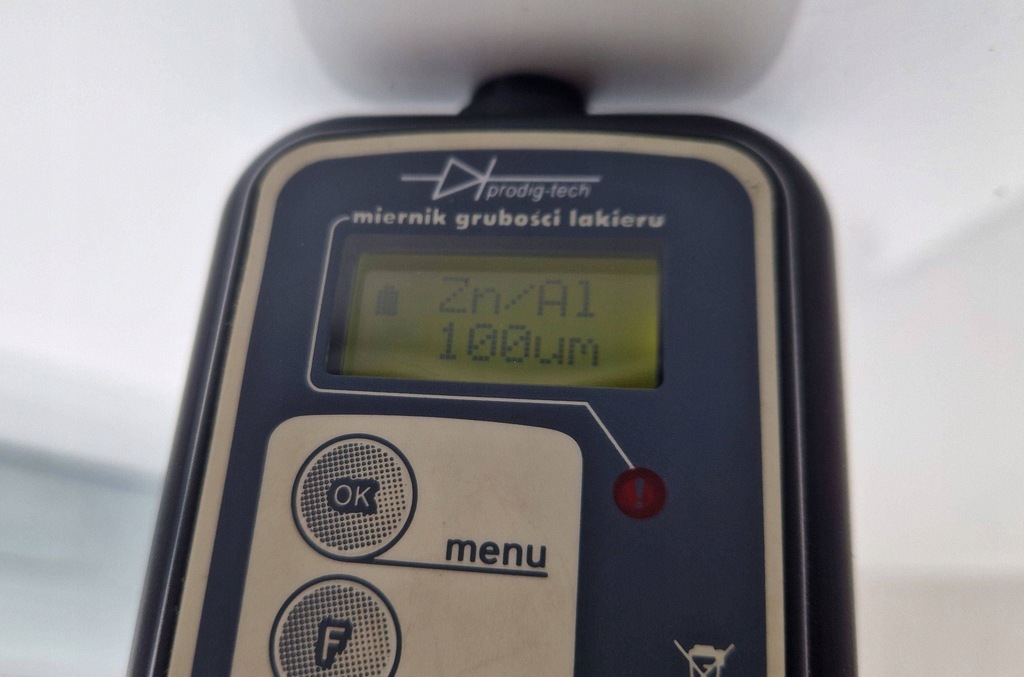 prodig-tech
miernik grubości lakieru
Zn/Al
100um
OK
menu
F
!